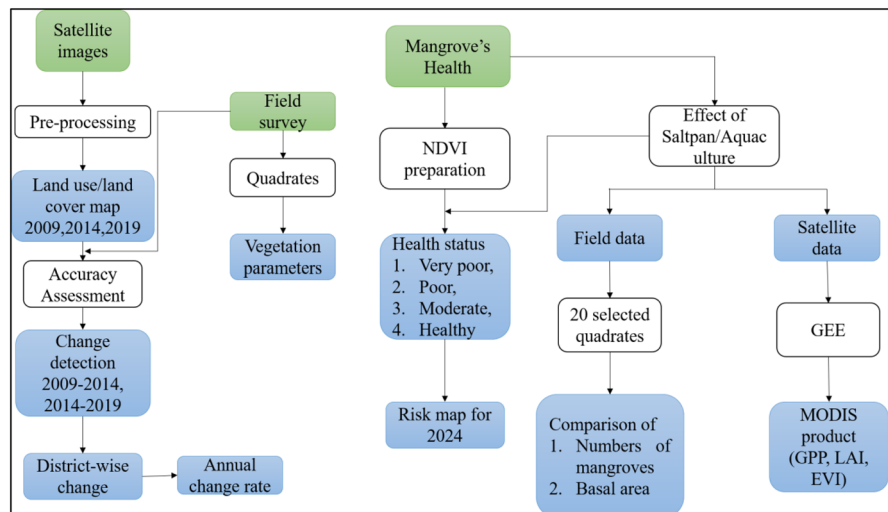 Satellite
images
Pre-processing
Land use/land
cover map
2009,2014,2019
Accuracy
Assessment
Change
detection
2009-2014,
2014-2019
District-wise
change
Annual
change rate
Field
survey
Quadrates
Vegetation
parameters
Mangrove’s
Health
NDVI
preparation
Health status
1. Very poor,
2. Poor,
3. Moderate,
4. Healthy
Risk map for
2024
Effect of
Saltpan/Aquac
ulture
Field data
20 selected
quadrates
Comparison of
1. Numbers of
mangroves
2. Basal area
Satellite
data
GEE
MODIS
product
(GPP, LAI,
EVI)